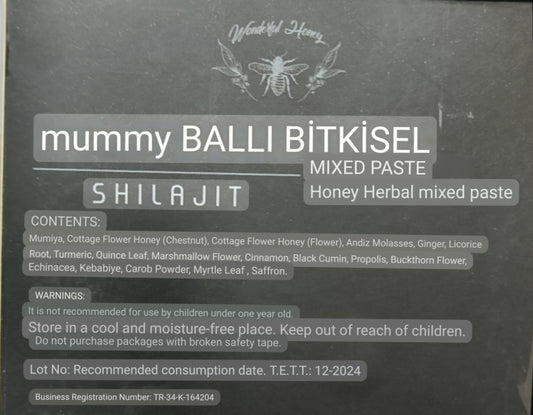 Wonderful Honey
mummy BALLI BİTKİSEL
MIXED PASTE
SHILAJIT
Honey Herbal mixed paste
CONTENTS:
Mumiya, Cottage Flower Honey (Chestnut), Cottage Flower Honey (Flower), Andiz Molasses, Ginger, Licorice
Root, Turmeric, Quince Leaf, Marshmallow Flower, Cinnamon, Black Cumin, Propolis, Buckthorn Flower,
Echinacea, Kebabiye, Carob Powder, Myrtle Leaf , Saffron.
WARNINGS:
It is not recommended for use by children under one year old.
Store in a cool and moisture-free place. Keep out of reach of children.
Do not purchase packages with broken safety tape.
Lot No: Recommended consumption date. T.E.T.T.: 12-2024
Business Registration Number: TR-34-K-164204